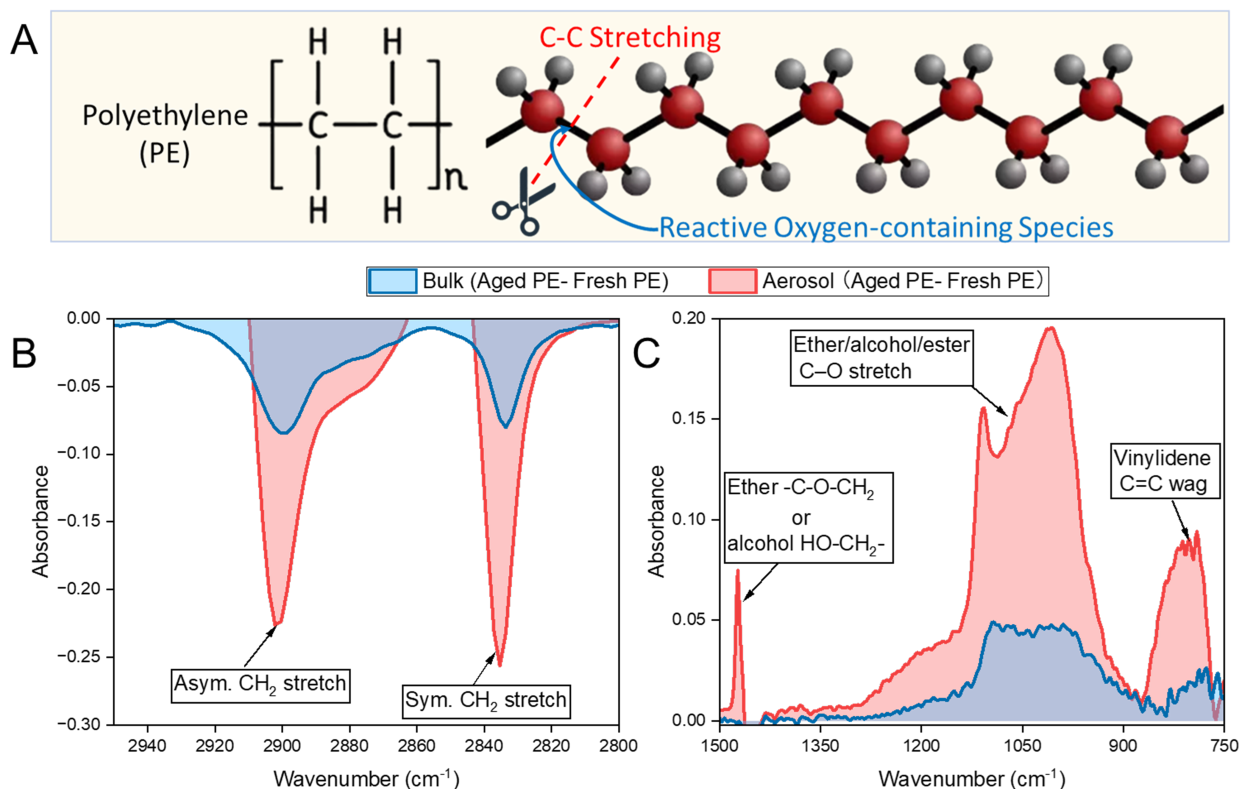 A
Polyethylene
(PE)
H H
C C
H H
n
C-C Stretching
Reactive Oxygen-containing Species
Bulk (Aged PE- Fresh PE)
Aerosol（Aged PE- Fresh PE）
B
0.00
−0.05
−0.10
−0.15
−0.20
−0.25
−0.30
Absorbance
Asym. CH₂ stretch
Sym. CH₂ stretch
2940 2920 2900 2880 2860 2840 2820 2800
Wavenumber (cm⁻¹)
C
0.20
0.15
0.10
0.05
0.00
Absorbance
Ether/alcohol/ester
C–O stretch
Ether -C-O-CH₂
or
alcohol HO-CH₂-
Vinylidene
C=C wag
1500 1350 1200 1050 900 750
Wavenumber (cm⁻¹)